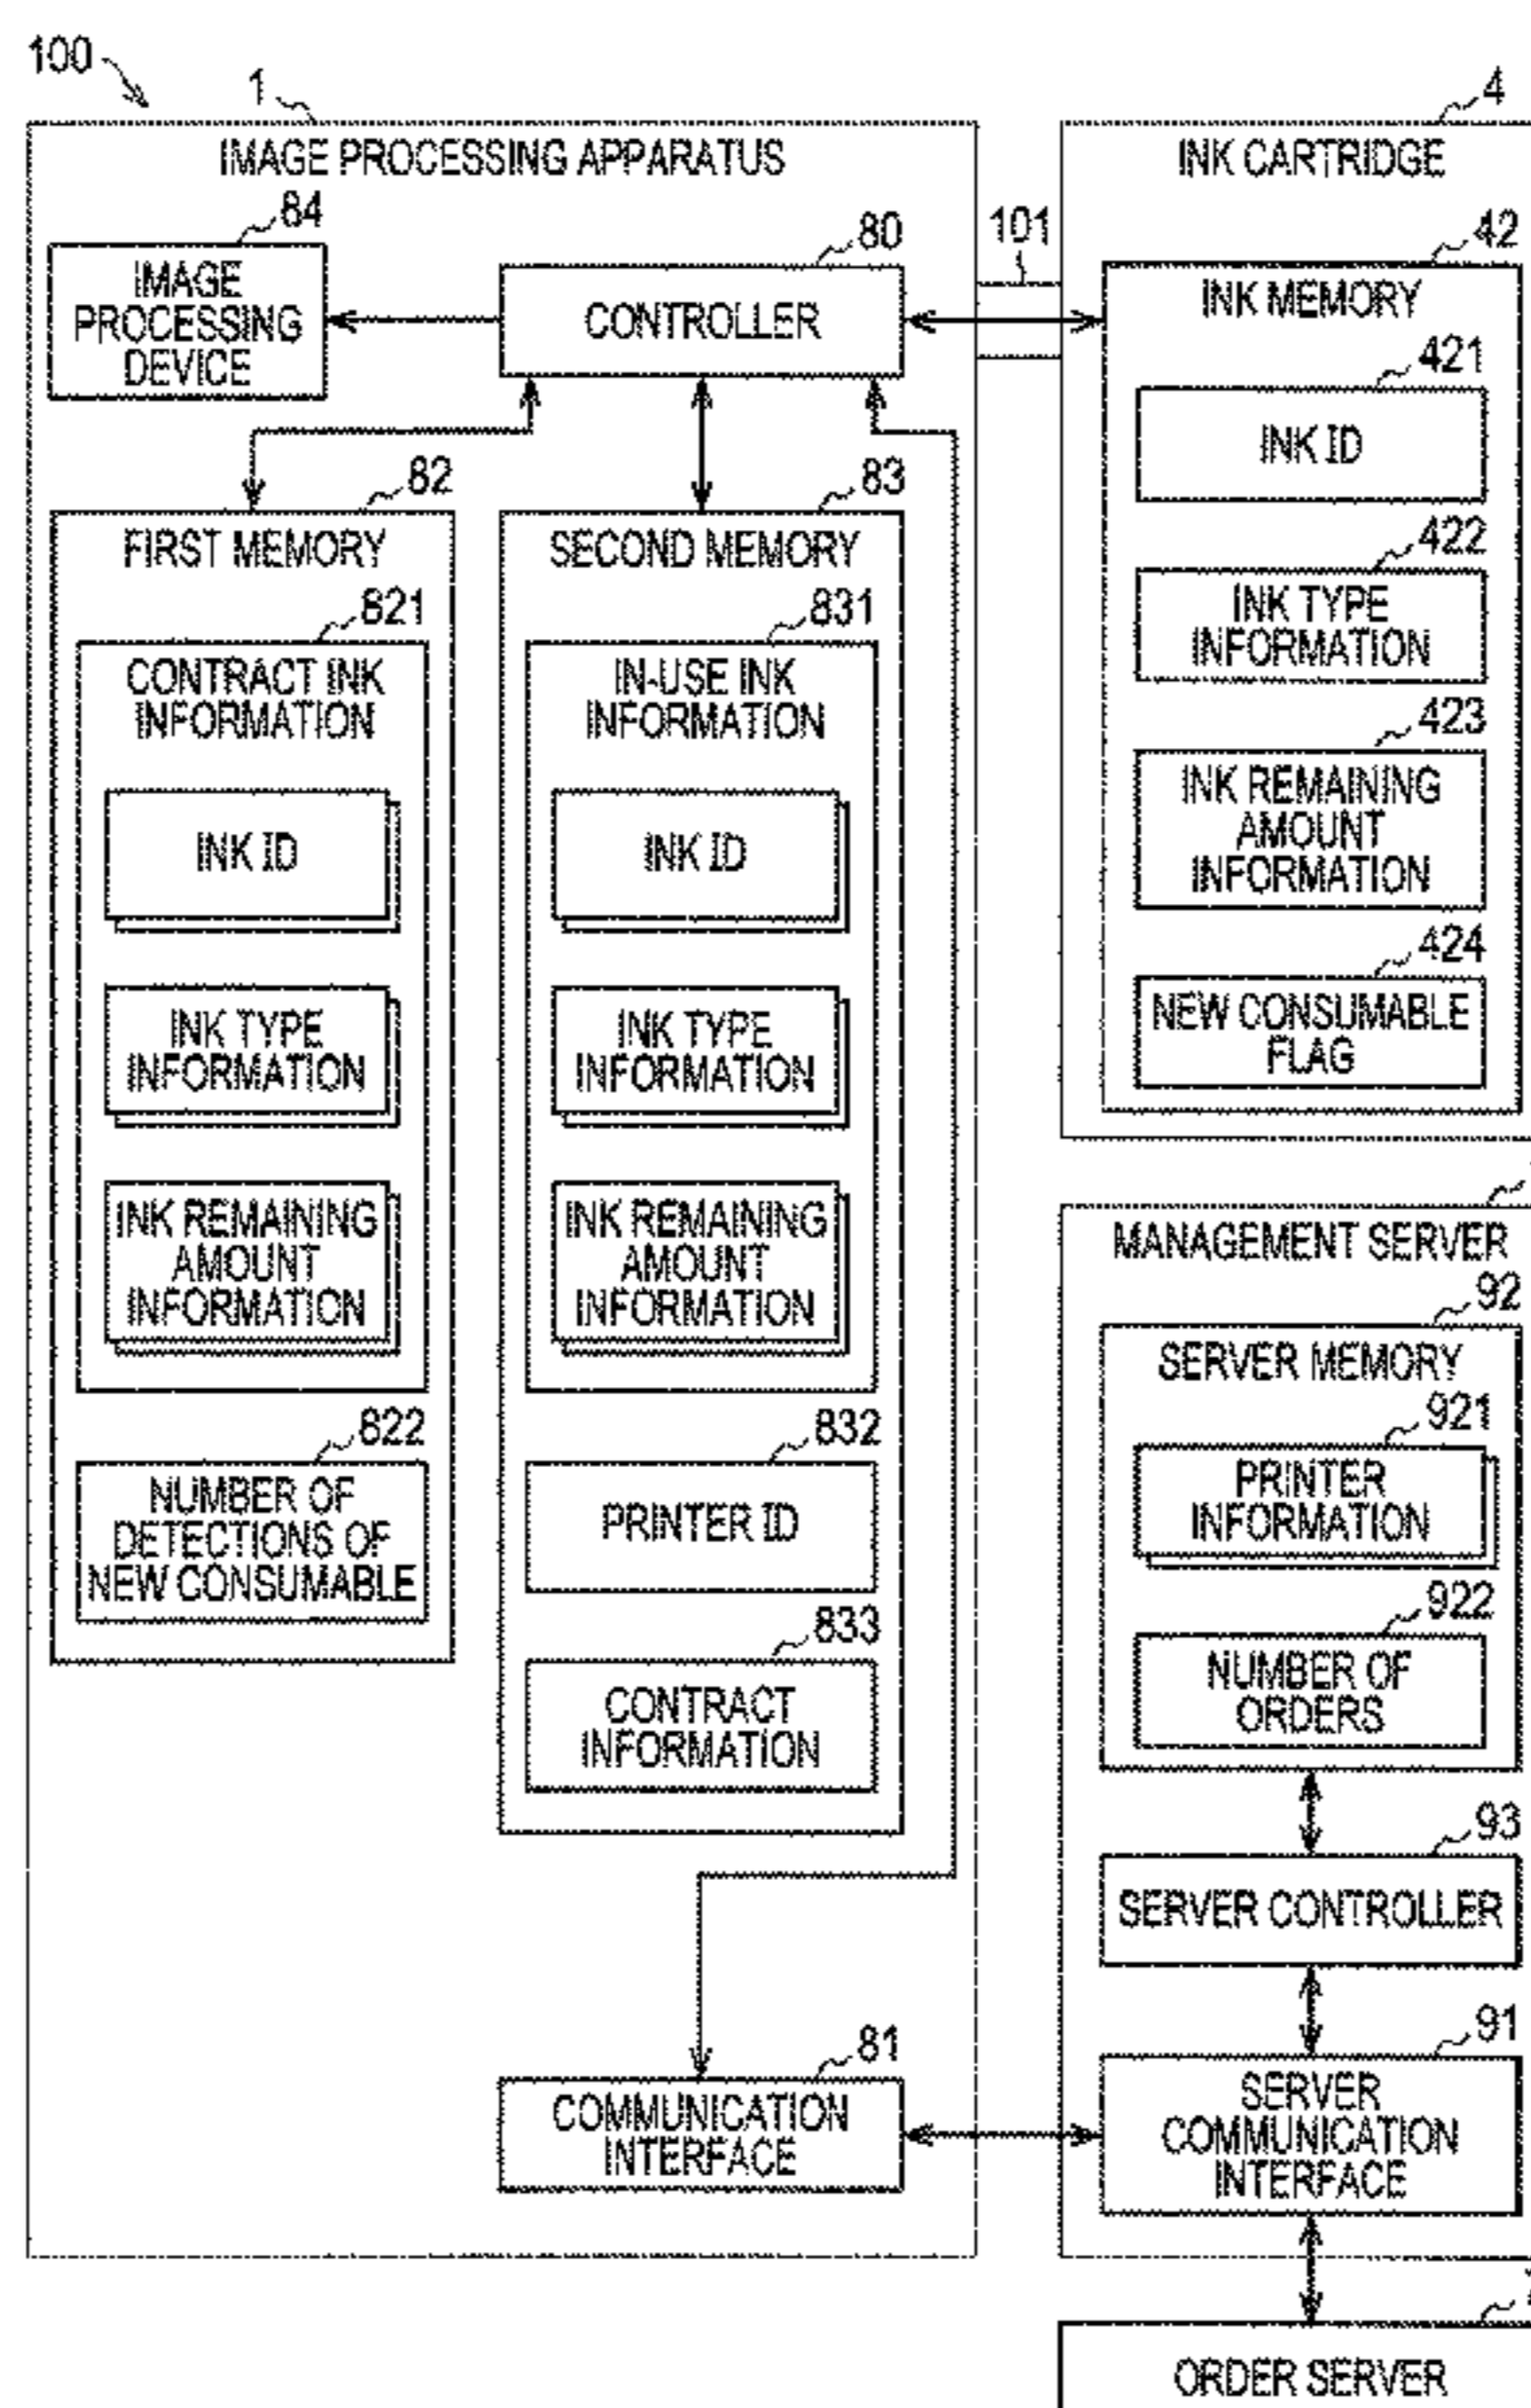 100
1
IMAGE PROCESSING APPARATUS
84
IMAGE
PROCESSING
DEVICE
80
CONTROLLER
101
82
FIRST MEMORY
821
CONTRACT INK
INFORMATION
INK ID
INK TYPE
INFORMATION
INK REMAINING
AMOUNT
INFORMATION
822
NUMBER OF
DETECTIONS OF
NEW CONSUMABLE
83
SECOND MEMORY
831
IN-USE INK
INFORMATION
INK ID
INK TYPE
INFORMATION
INK REMAINING
AMOUNT
INFORMATION
832
PRINTER ID
833
CONTRACT
INFORMATION
81
COMMUNICATION
INTERFACE
4
INK CARTRIDGE
42
INK MEMORY
421
INK ID
422
INK TYPE
INFORMATION
423
INK REMAINING
AMOUNT
INFORMATION
424
NEW CONSUMABLE
FLAG
MANAGEMENT SERVER
92
SERVER MEMORY
921
PRINTER
INFORMATION
922
NUMBER OF
ORDERS
93
SERVER CONTROLLER
91
SERVER
COMMUNICATION
INTERFACE
ORDER SERVER